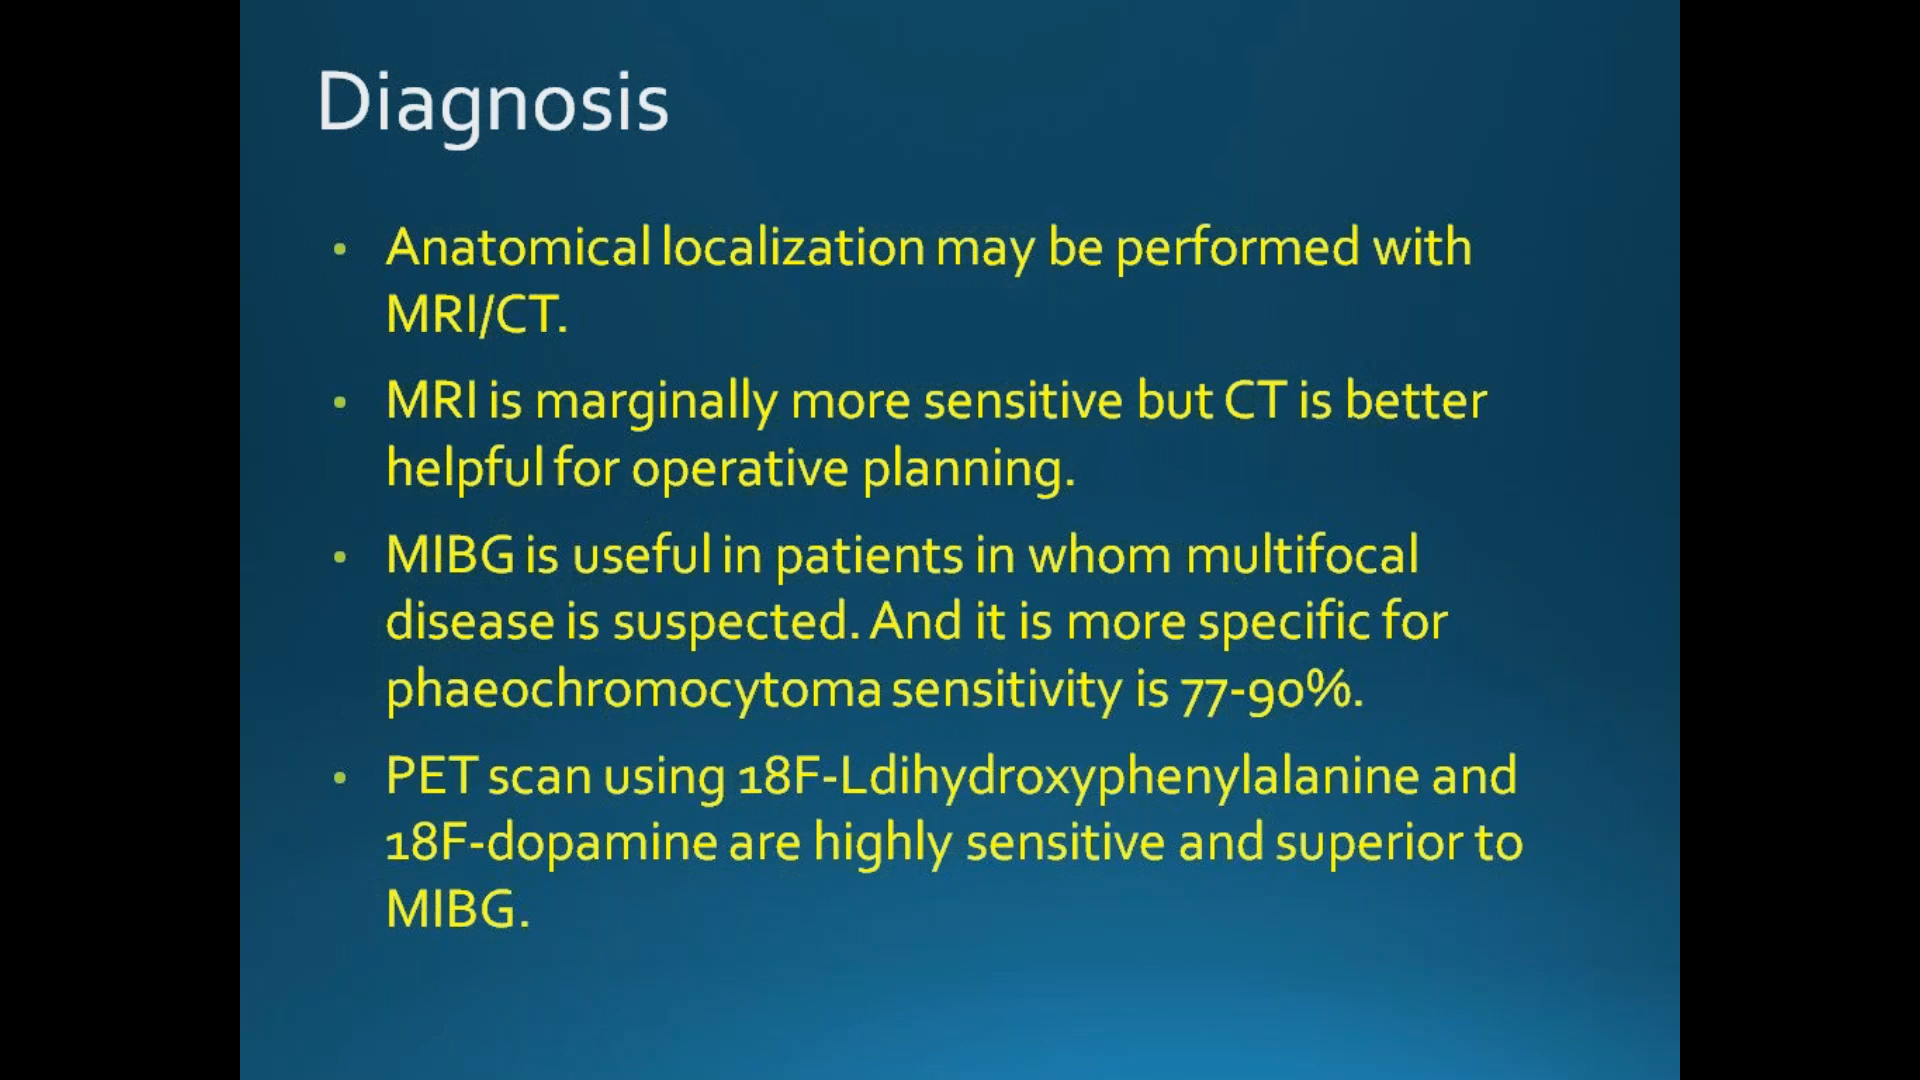 Diagnosis
• Anatomical localization may be performed with
MRI/CT.
• MRI is marginally more sensitive but CT is better
helpful for operative planning.
• MIBG is useful in patients in whom multifocal
disease is suspected. And it is more specific for
phaeochromocytoma sensitivity is 77-90%.
• PET scan using 18F-Ldihydroxyphenylalanine and
18F-dopamine are highly sensitive and superior to
MIBG.